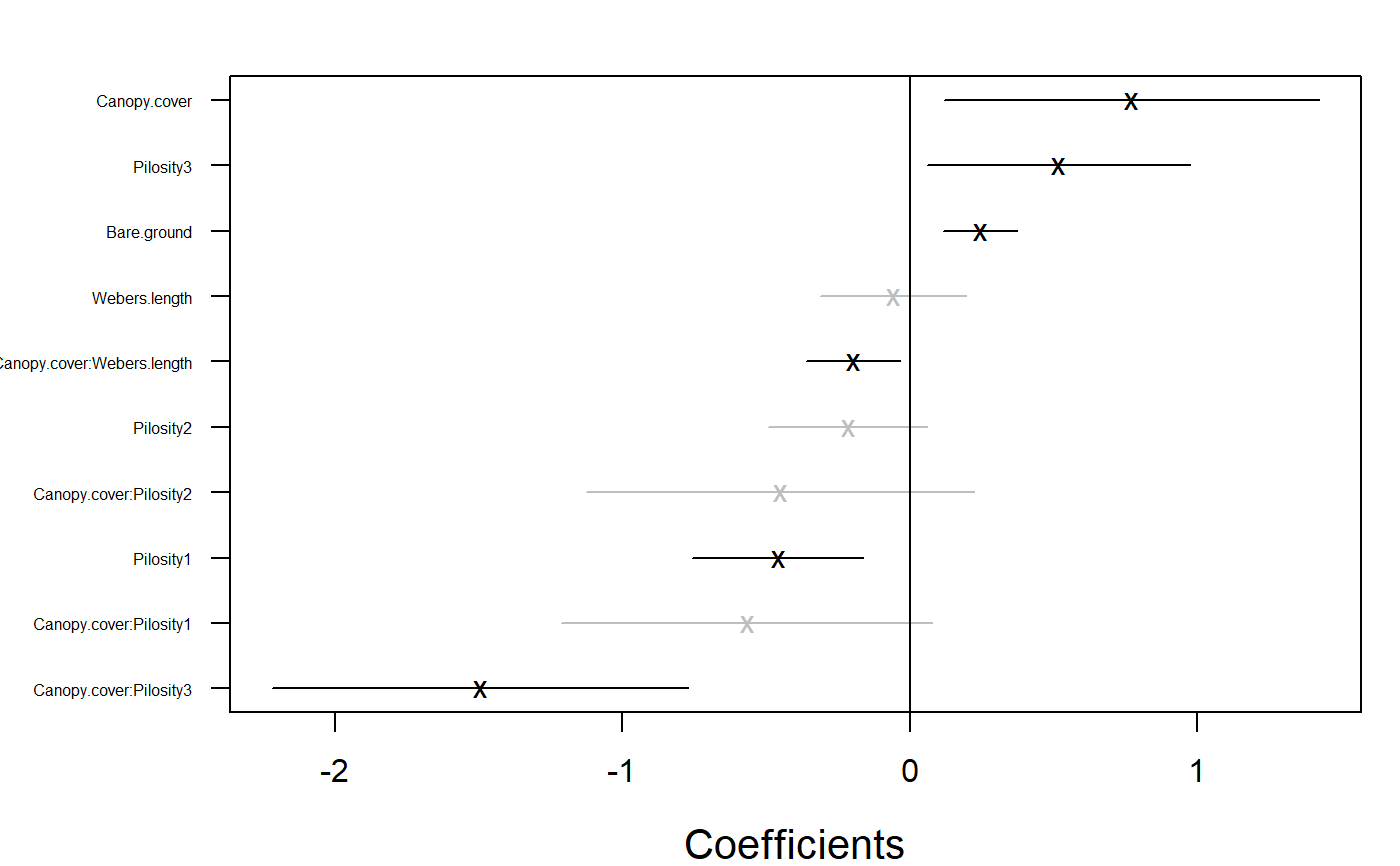 Canopy.cover
Pilosity3
Bare.ground
Webers.length
Canopy.cover:Webers.length
Pilosity2
Canopy.cover:Pilosity2
Pilosity1
Canopy.cover:Pilosity1
Canopy.cover:Pilosity3
-2 -1 0 1
Coefficients